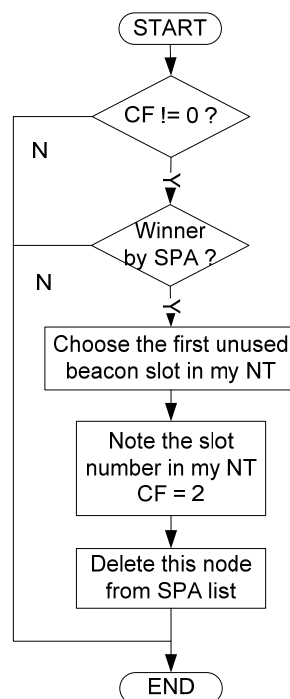 START
CF != 0 ?
N
Y
Winner
by SPA ?
N
Y
Choose the first unused
beacon slot in my NT
Note the slot
number in my NT
CF = 2
Delete this node
from SPA list
END